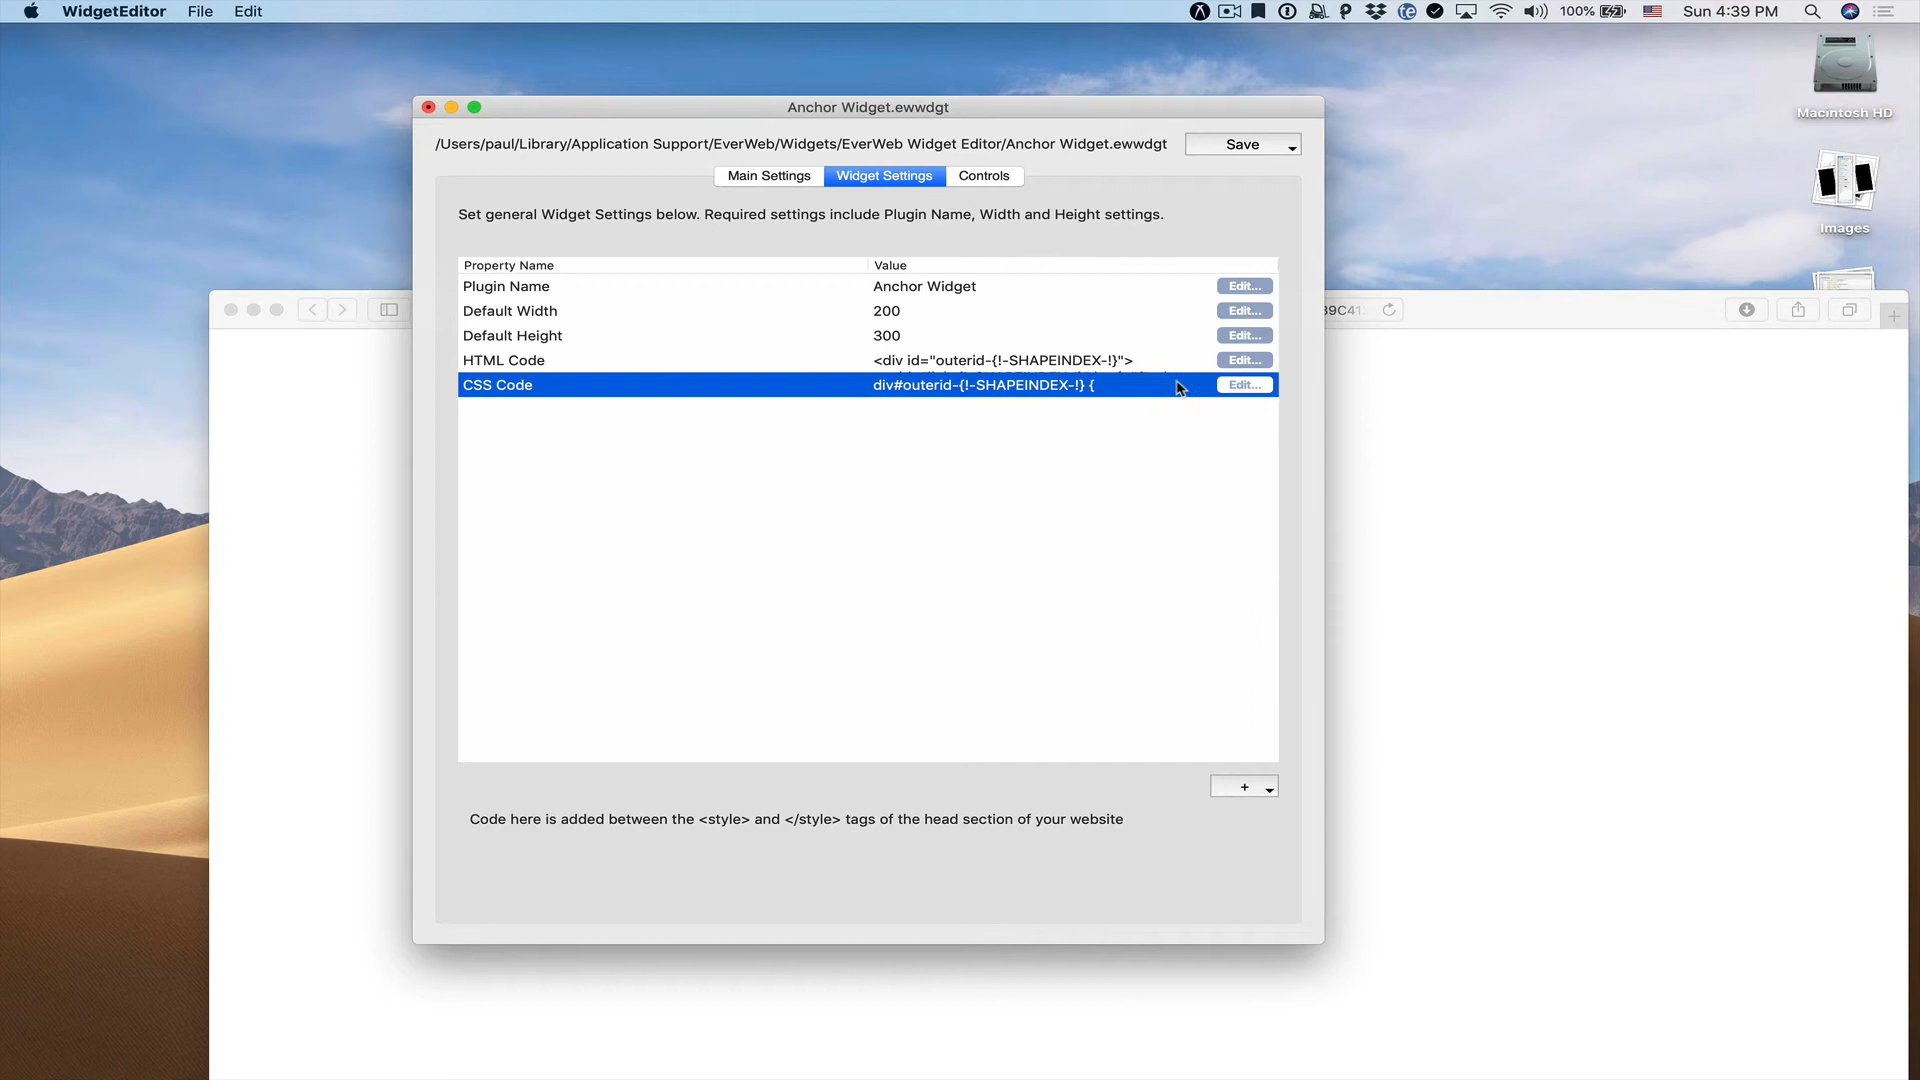 WidgetEditor File Edit
100% Sun 4:39 PM
Macintosh HD
Images
Anchor Widget.ewwdgt
/Users/paul/Library/Application Support/EverWeb/Widgets/EverWeb Widget Editor/Anchor Widget.ewwdgt Save
Main Settings Widget Settings Controls
Set general Widget Settings below. Required settings include Plugin Name, Width and Height settings.
Property Name Value
Plugin Name Anchor Widget Edit...
Default Width 200 Edit...
Default Height 300 Edit...
HTML Code <div id="outerid-{!-SHAPEINDEX-!}"> Edit...
CSS Code div#outerid-{!-SHAPEINDEX-!} { Edit...
+
Code here is added between the <style> and </style> tags of the head section of your website